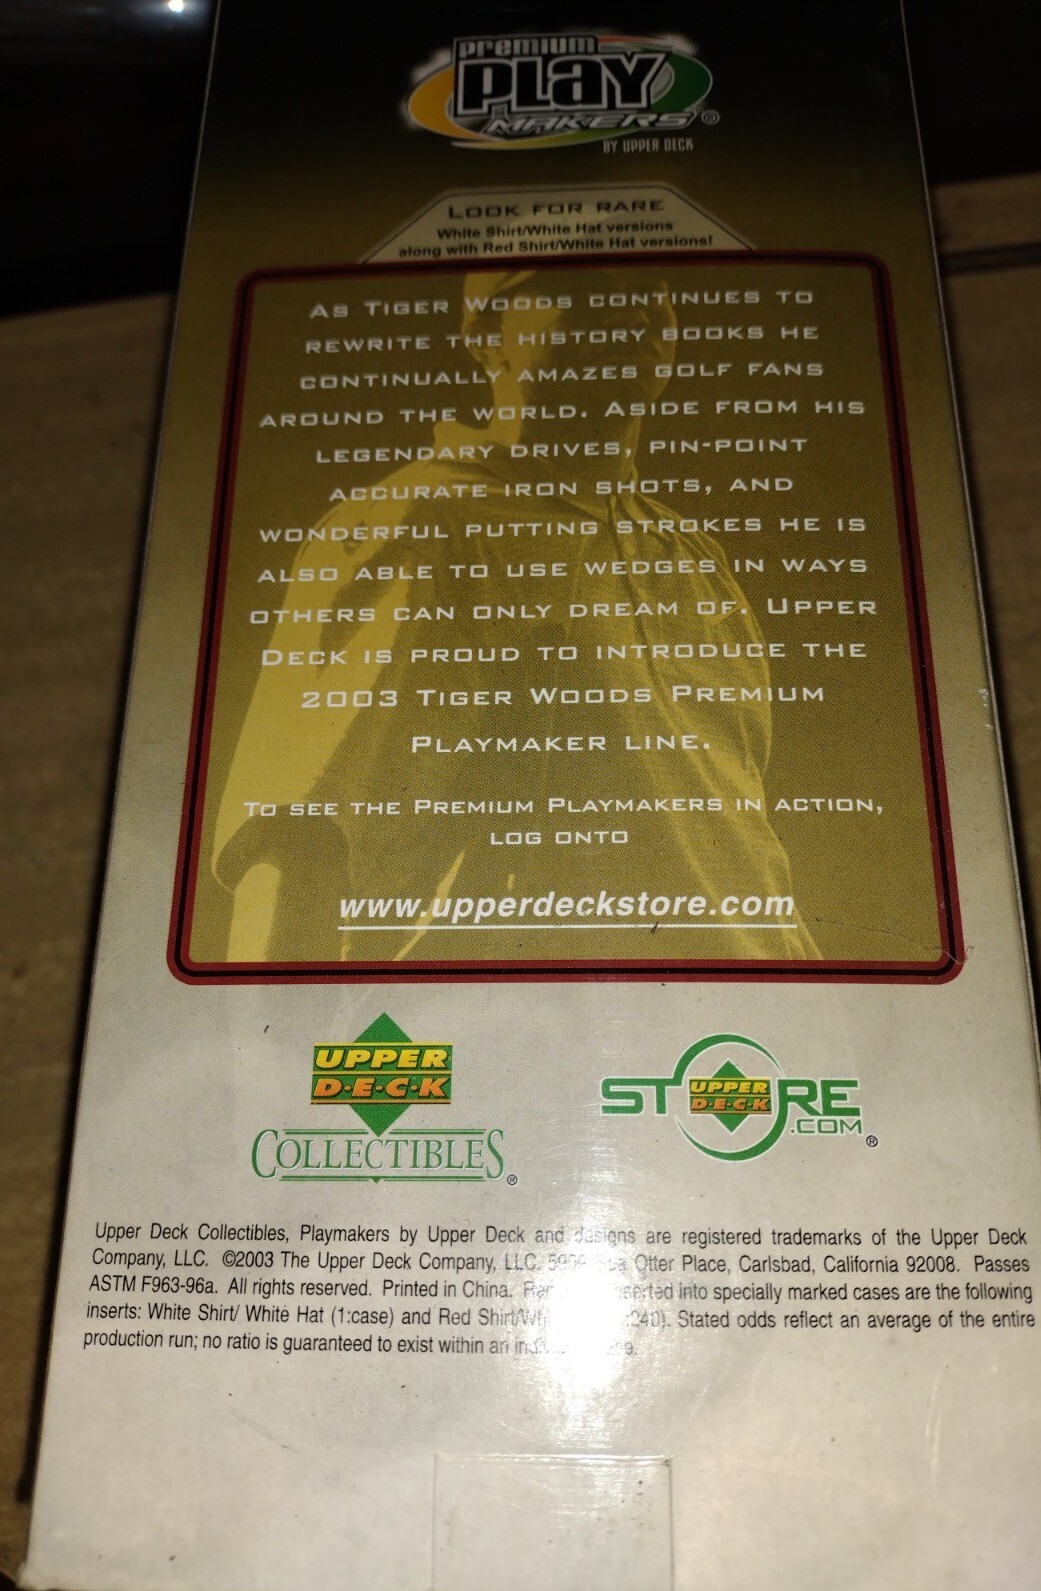 premium
PLAY
MAKERS®
BY UPPER DECK
LOOK FOR RARE
White Shirt/White Hat versions
along with Red Shirt/White Hat versions!
AS TIGER WOODS CONTINUES TO
REWRITE THE HISTORY BOOKS HE
CONTINUALLY AMAZES GOLF FANS
AROUND THE WORLD. ASIDE FROM HIS
LEGENDARY DRIVES, PIN-POINT
ACCURATE IRON SHOTS, AND
WONDERFUL PUTTING STROKES HE IS
ALSO ABLE TO USE WEDGES IN WAYS
OTHERS CAN ONLY DREAM OF. UPPER
DECK IS PROUD TO INTRODUCE THE
2003 TIGER WOODS PREMIUM
PLAYMAKER LINE.
TO SEE THE PREMIUM PLAYMAKERS IN ACTION,
LOG ONTO
www.upperdeckstore.com
UPPER
D·E·C·K
COLLECTIBLES®
STORE
UPPER
D·E·C·K
.COM®
Upper Deck Collectibles, Playmakers by Upper Deck and designs are registered trademarks of the Upper Deck
Company, LLC. ©2003 The Upper Deck Company, LLC. Sea Otter Place, Carlsbad, California 92008. Passes
ASTM F963-96a. All rights reserved. Printed in China. inserted into specially marked cases are the following
inserts: White Shirt/ White Hat (1:case) and Red Shirt/ :240). Stated odds reflect an average of the entire
production run; no ratio is guaranteed to exist within an